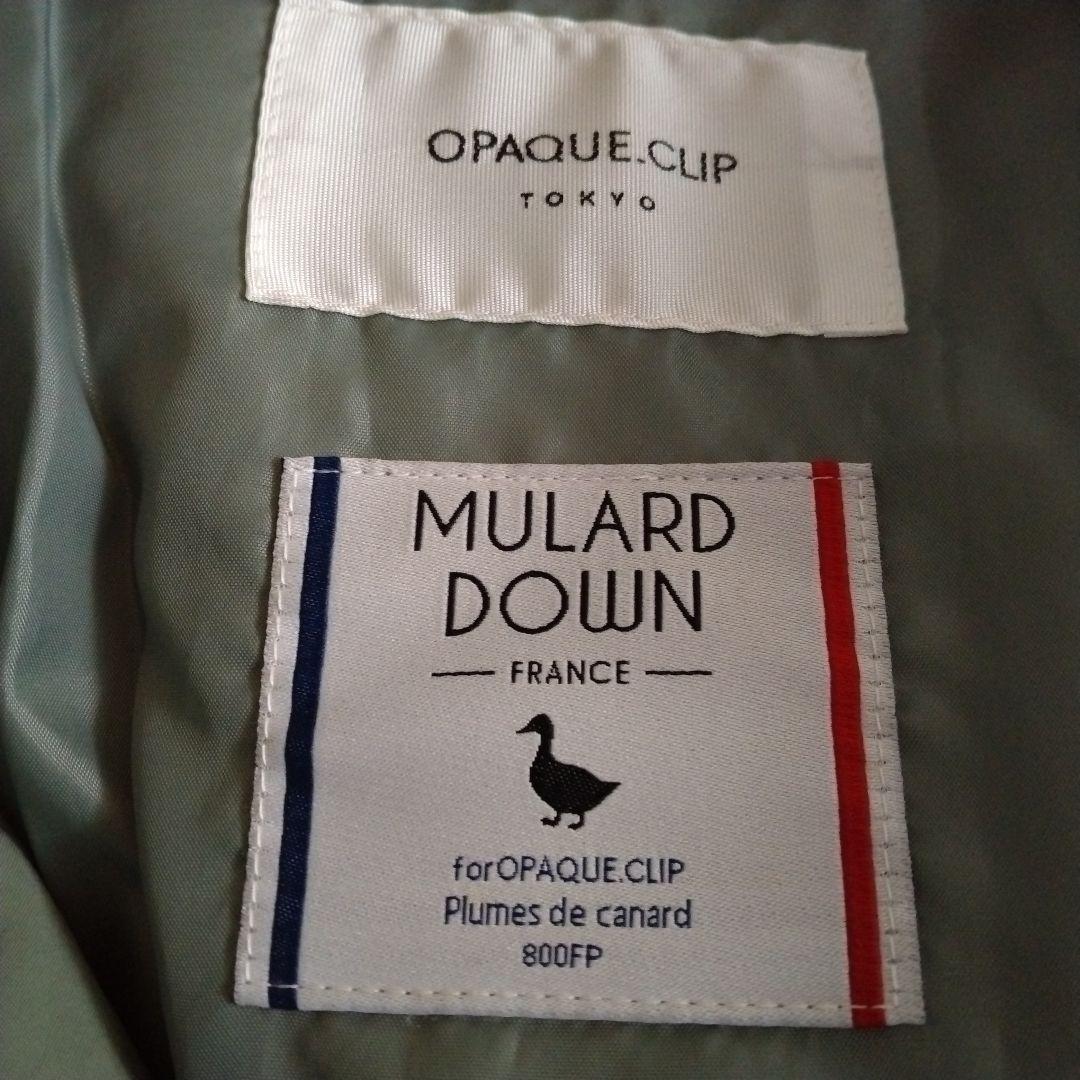 OPAQUE.CLIP
TOKYO
MULARD
DOWN
FRANCE
forOPAQUE.CLIP
Plumes de canard
800FP